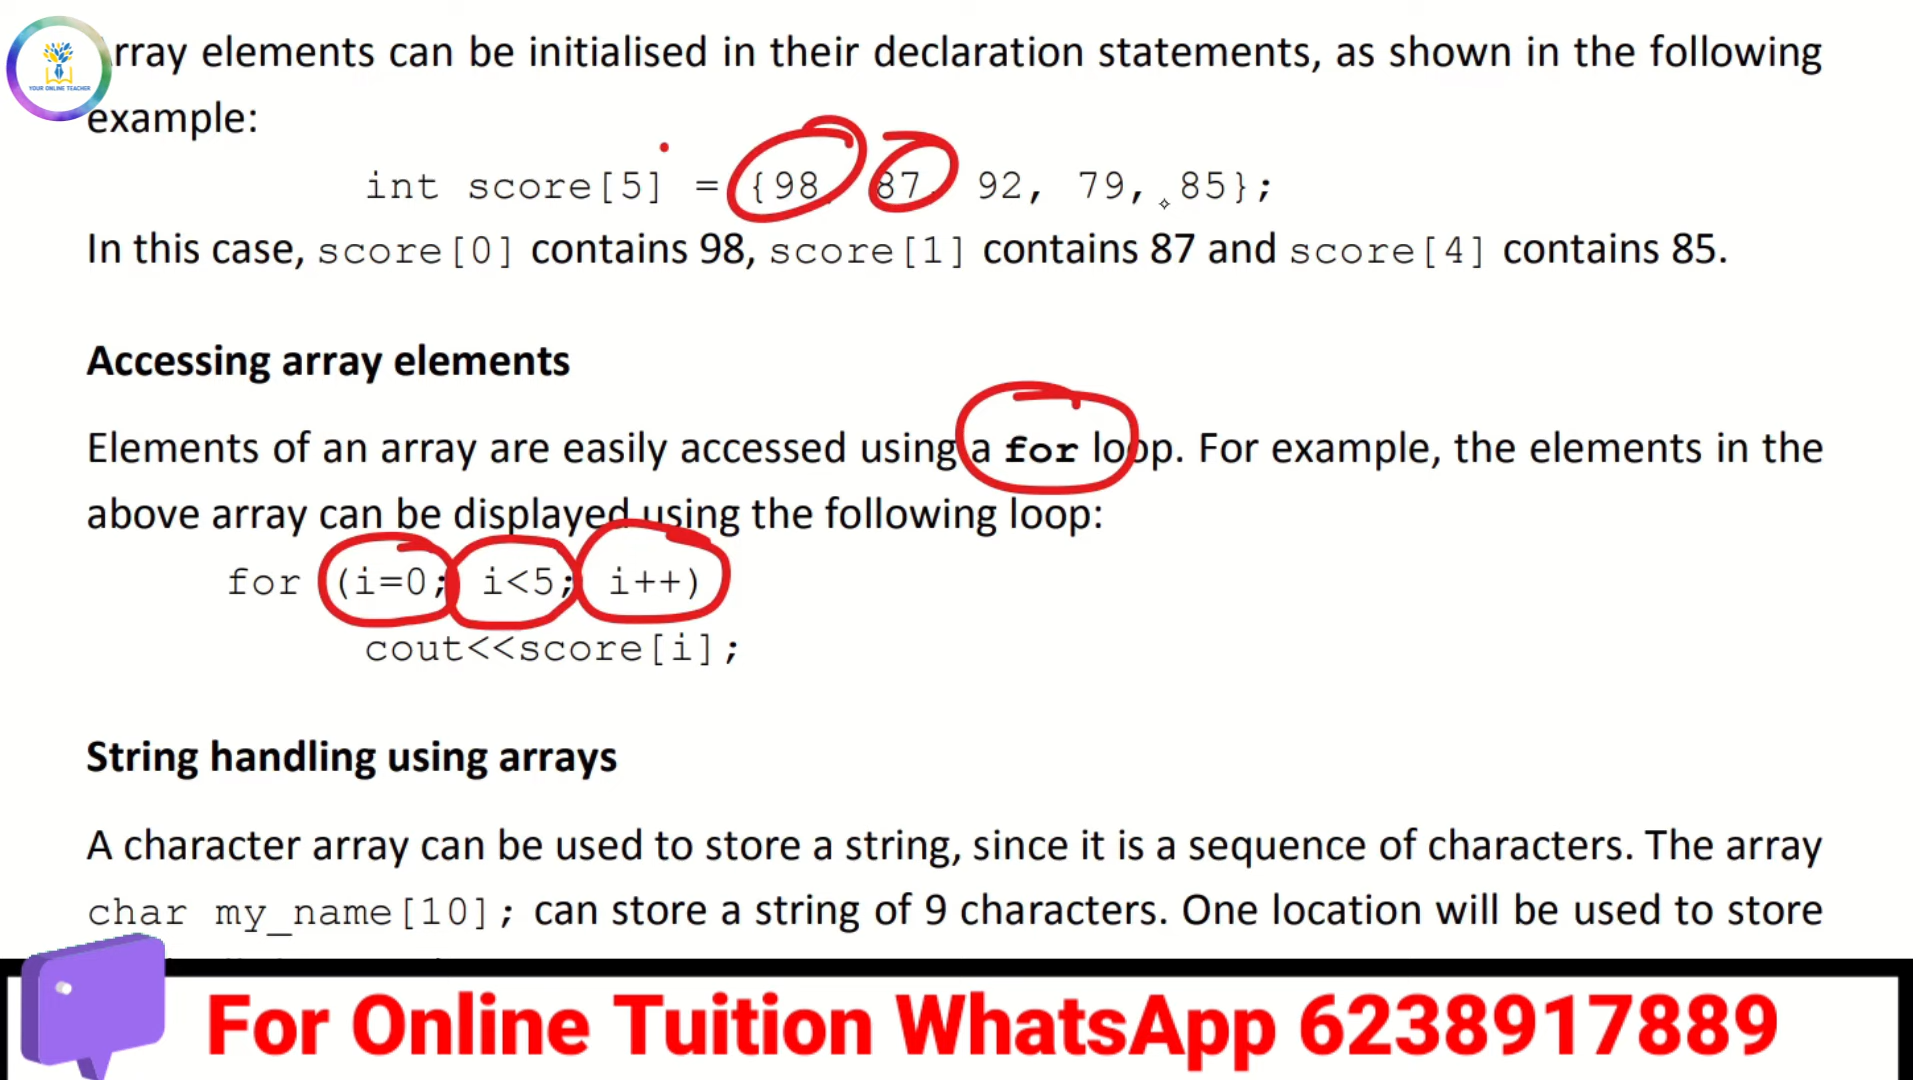 YOUR ONLINE TEACHER
rray elements can be initialised in their declaration statements, as shown in the following
example:
int score[5] = {98, 87, 92, 79, 85};
In this case, score[0] contains 98, score[1] contains 87 and score[4] contains 85.
Accessing array elements
Elements of an array are easily accessed using a for loop. For example, the elements in the
above array can be displayed using the following loop:
for (i=0; i<5; i++)
cout<<score[i];
String handling using arrays
A character array can be used to store a string, since it is a sequence of characters. The array
char my_name[10]; can store a string of 9 characters. One location will be used to store
For Online Tuition WhatsApp 6238917889